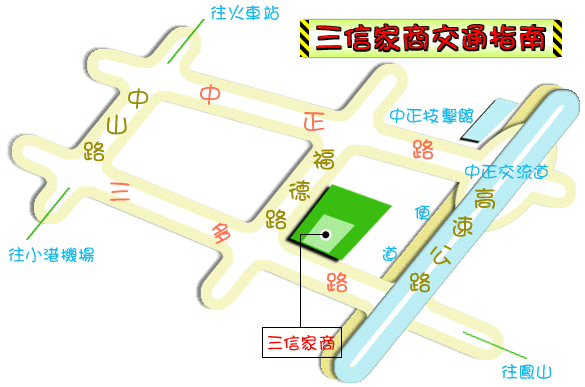 往火車站
三信家商交通指南
中山路
中正路
中正技擊館
中正交流道
福德路
高速公路
便道
三多路
往小港機場
三信家商
往鳳山